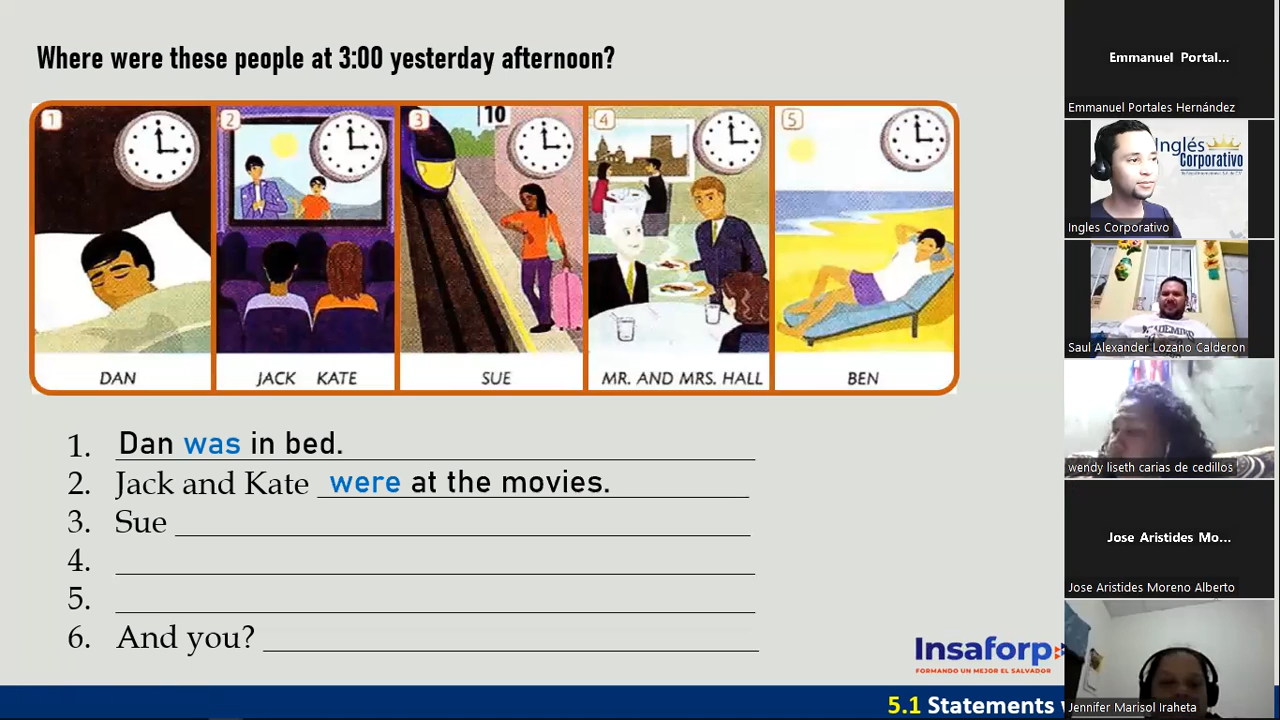 Where were these people at 3:00 yesterday afternoon?
1
2
3
10
4
5
DAN
JACK KATE
SUE
MR. AND MRS. HALL
BEN
1. Dan was in bed.
2. Jack and Kate were at the movies.
3. Sue
4.
5.
6. And you?
Insaforp
FORMANDO UN MEJOR EL SALVADOR
5.1 Statements
Emmanuel Portal...
Emmanuel Portales Hernández
Inglés
Corporativo
Ingles Corporativo
Saul Alexander Lozano Calderon
wendy liseth carias de cedillos
Jose Aristides Mo...
Jose Aristides Moreno Alberto
Jennifer Marisol Iraheta